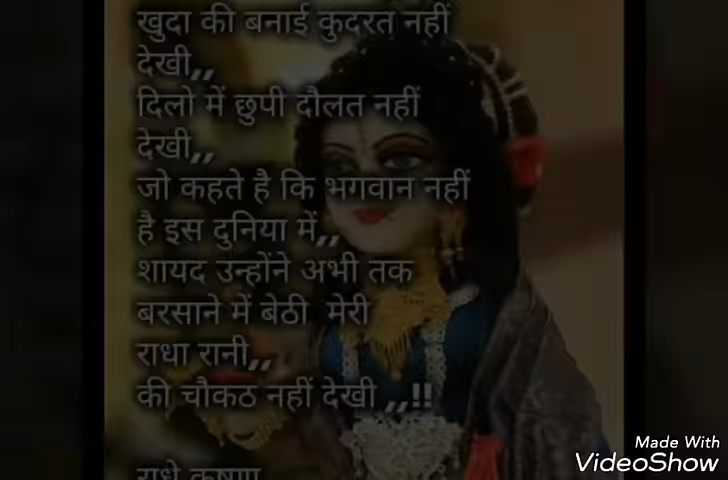 खुदा की बनाई कुदरत नहीं
देखी,,
दिलो में छुपी दौलत नहीं
देखी,,
जो कहते है कि भगवान नहीं
है इस दुनिया में,,
शायद उन्होंने अभी तक
बरसाने में बेठी मेरी
राधा रानी,,
की चौकठ नहीं देखी ,,!!
राधे कृष्णा
Made With
VideoShow